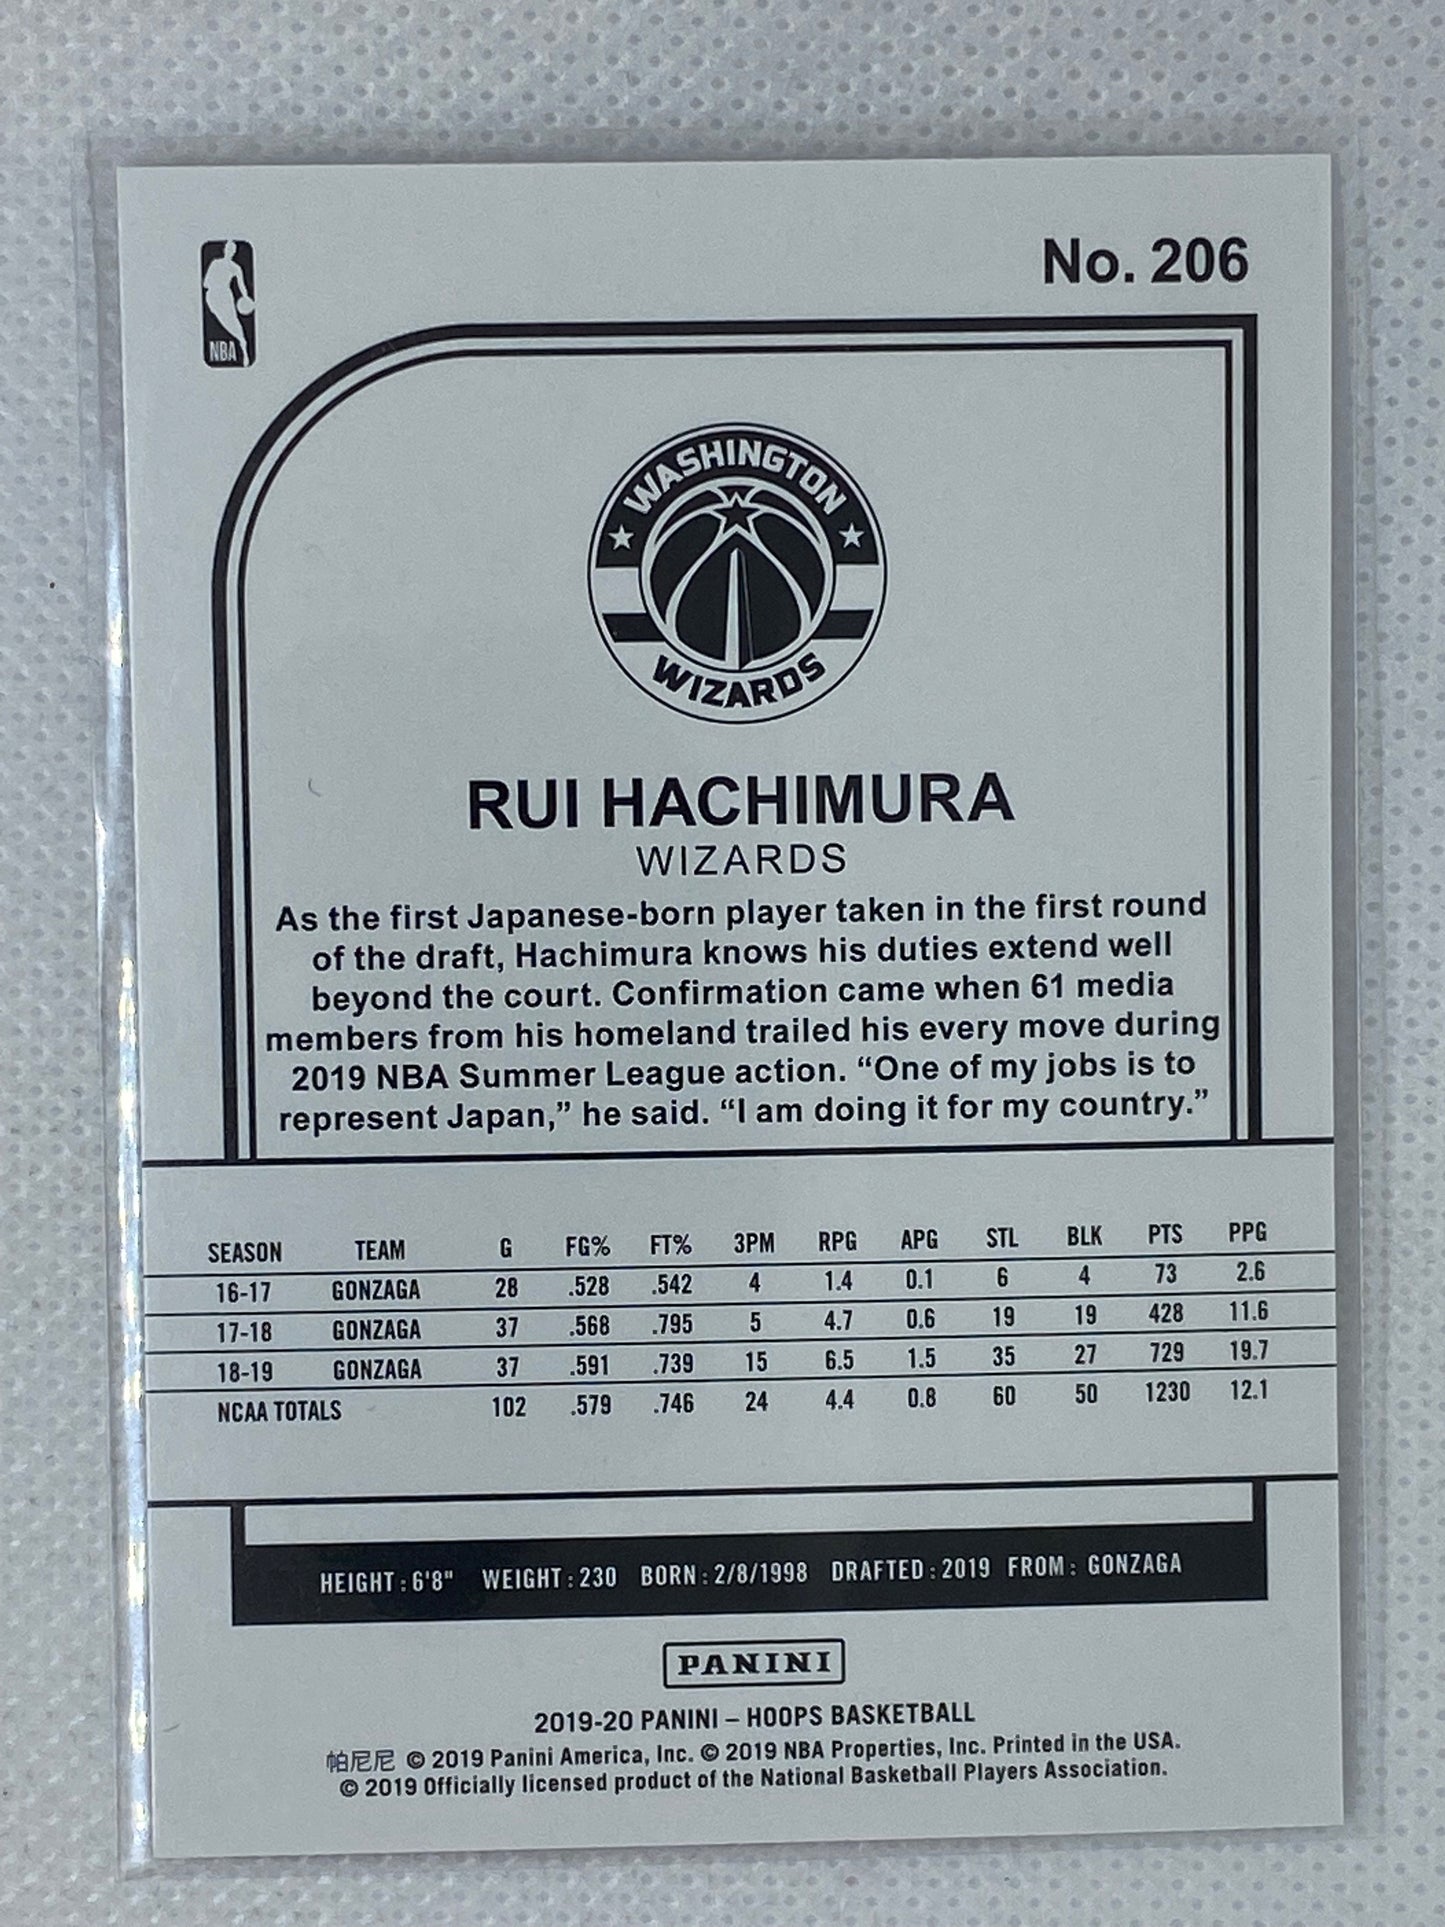 No. 206
NBA
WASHINGTON
WIZARDS
RUI HACHIMURA
WIZARDS
As the first Japanese-born player taken in the first round
of the draft, Hachimura knows his duties extend well
beyond the court. Confirmation came when 61 media
members from his homeland trailed his every move during
2019 NBA Summer League action. “One of my jobs is to
represent Japan,” he said. “I am doing it for my country.”
SEASON TEAM G FG% FT% 3PM RPG APG STL BLK PTS PPG
16-17 GONZAGA 28 .528 .542 4 1.4 0.1 6 4 73 2.6
17-18 GONZAGA 37 .568 .795 5 4.7 0.6 19 19 428 11.6
18-19 GONZAGA 37 .591 .739 15 6.5 1.5 35 27 729 19.7
NCAA TOTALS 102 .579 .746 24 4.4 0.8 60 50 1230 12.1
HEIGHT: 6'8" WEIGHT: 230 BORN: 2/8/1998 DRAFTED: 2019 FROM: GONZAGA
PANINI
2019-20 PANINI – HOOPS BASKETBALL
帕尼尼 © 2019 Panini America, Inc. © 2019 NBA Properties, Inc. Printed in the USA.
© 2019 Officially licensed product of the National Basketball Players Association.